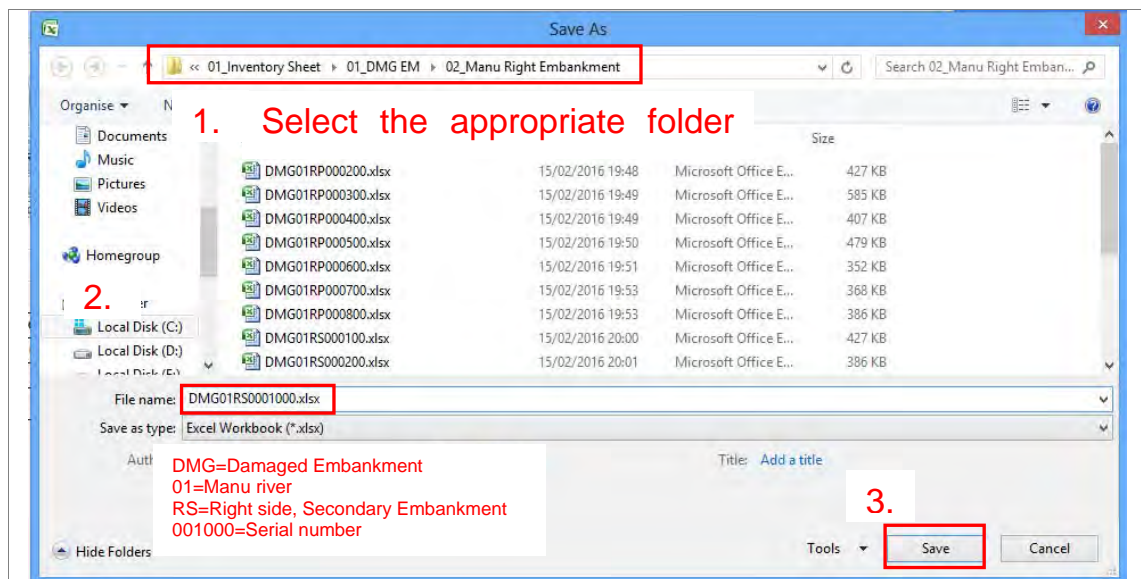 Save As
« 01_Inventory Sheet ▸ 01_DMG EM ▸ 02_Manu Right Embankment
Search 02_Manu Right Emban...
Organise
1. Select the appropriate folder
Size
Documents
Music
Pictures
Videos
Homegroup
2.
Local Disk (C:)
Local Disk (D:)
DMG01RP000200.xlsx 15/02/2016 19:48 Microsoft Office E... 427 KB
DMG01RP000300.xlsx 15/02/2016 19:49 Microsoft Office E... 585 KB
DMG01RP000400.xlsx 15/02/2016 19:49 Microsoft Office E... 407 KB
DMG01RP000500.xlsx 15/02/2016 19:50 Microsoft Office E... 479 KB
DMG01RP000600.xlsx 15/02/2016 19:51 Microsoft Office E... 352 KB
DMG01RP000700.xlsx 15/02/2016 19:53 Microsoft Office E... 368 KB
DMG01RP000800.xlsx 15/02/2016 19:53 Microsoft Office E... 386 KB
DMG01RS000100.xlsx 15/02/2016 20:00 Microsoft Office E... 427 KB
DMG01RS000200.xlsx 15/02/2016 20:01 Microsoft Office E... 386 KB
File name: DMG01RS0001000.xlsx
Save as type: Excel Workbook (*.xlsx)
Title: Add a title
DMG=Damaged Embankment
01=Manu river
RS=Right side, Secondary Embankment
001000=Serial number
3.
Hide Folders
Tools
Save
Cancel